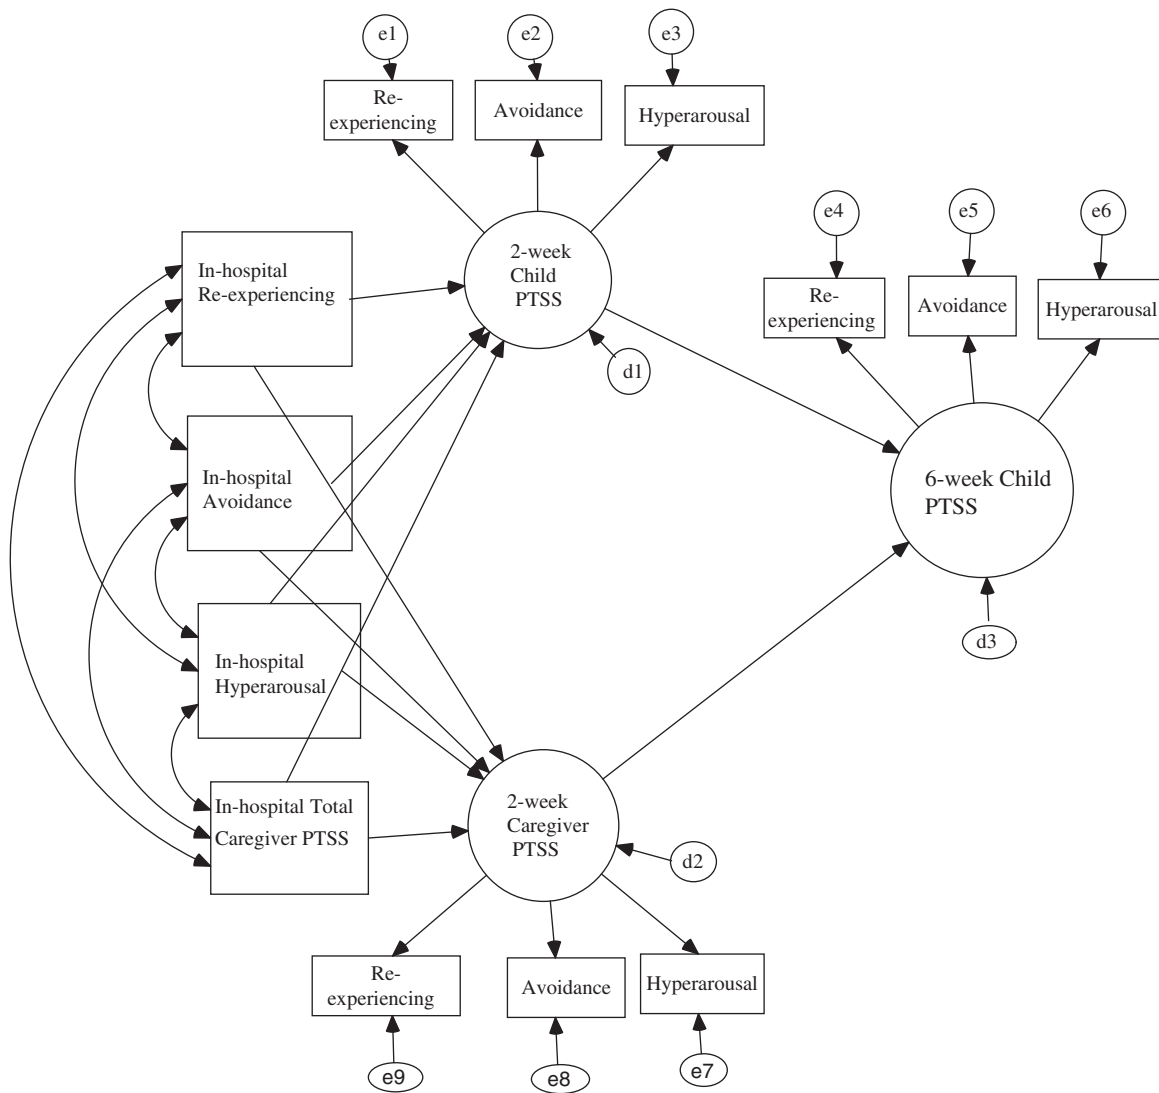 e1
e2
e3
Re-
experiencing
Avoidance
Hyperarousal
e4
e5
e6
2-week
Child
PTSS
In-hospital
Re-experiencing
Re-
experiencing
Avoidance
Hyperarousal
d1
In-hospital
Avoidance
6-week Child
PTSS
d3
In-hospital
Hyperarousal
In-hospital Total
Caregiver PTSS
2-week
Caregiver
PTSS
d2
Re-
experiencing
Avoidance
Hyperarousal
e9
e8
e7